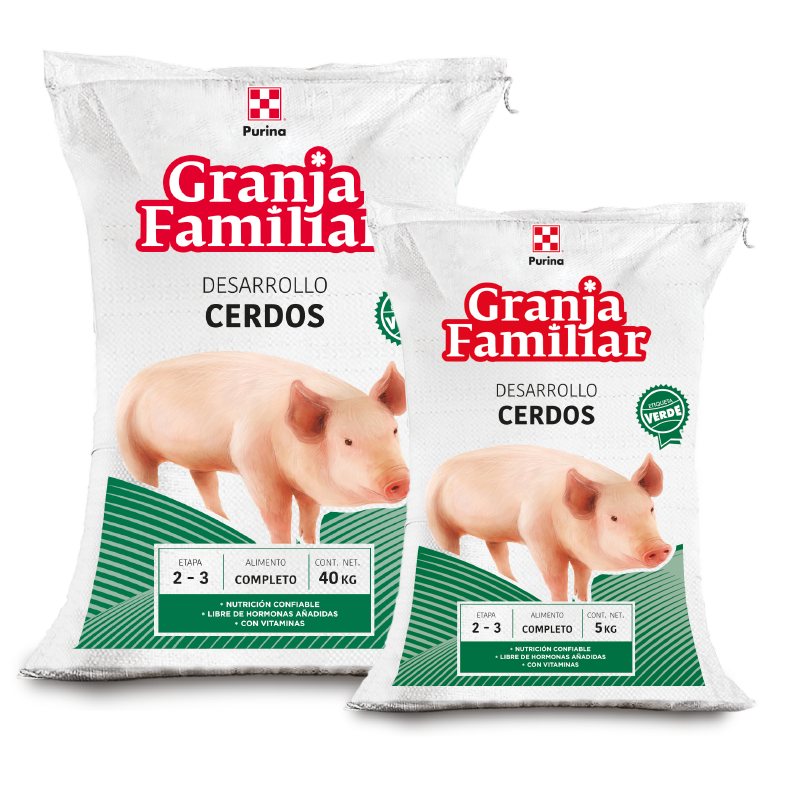 Purina
Granja
Familiar
DESARROLLO
CERDOS
ETAPA
2 - 3
ALIMENTO
COMPLETO
CONT. NET.
40 KG
• NUTRICIÓN CONFIABLE
• LIBRE DE HORMONAS AÑADIDAS
• CON VITAMINAS
Purina
Granja
Familiar
DESARROLLO
CERDOS
ETIQUETA
VERDE
ETAPA
2 - 3
ALIMENTO
COMPLETO
CONT. NET.
5 KG
• NUTRICIÓN CONFIABLE
• LIBRE DE HORMONAS AÑADIDAS
• CON VITAMINAS